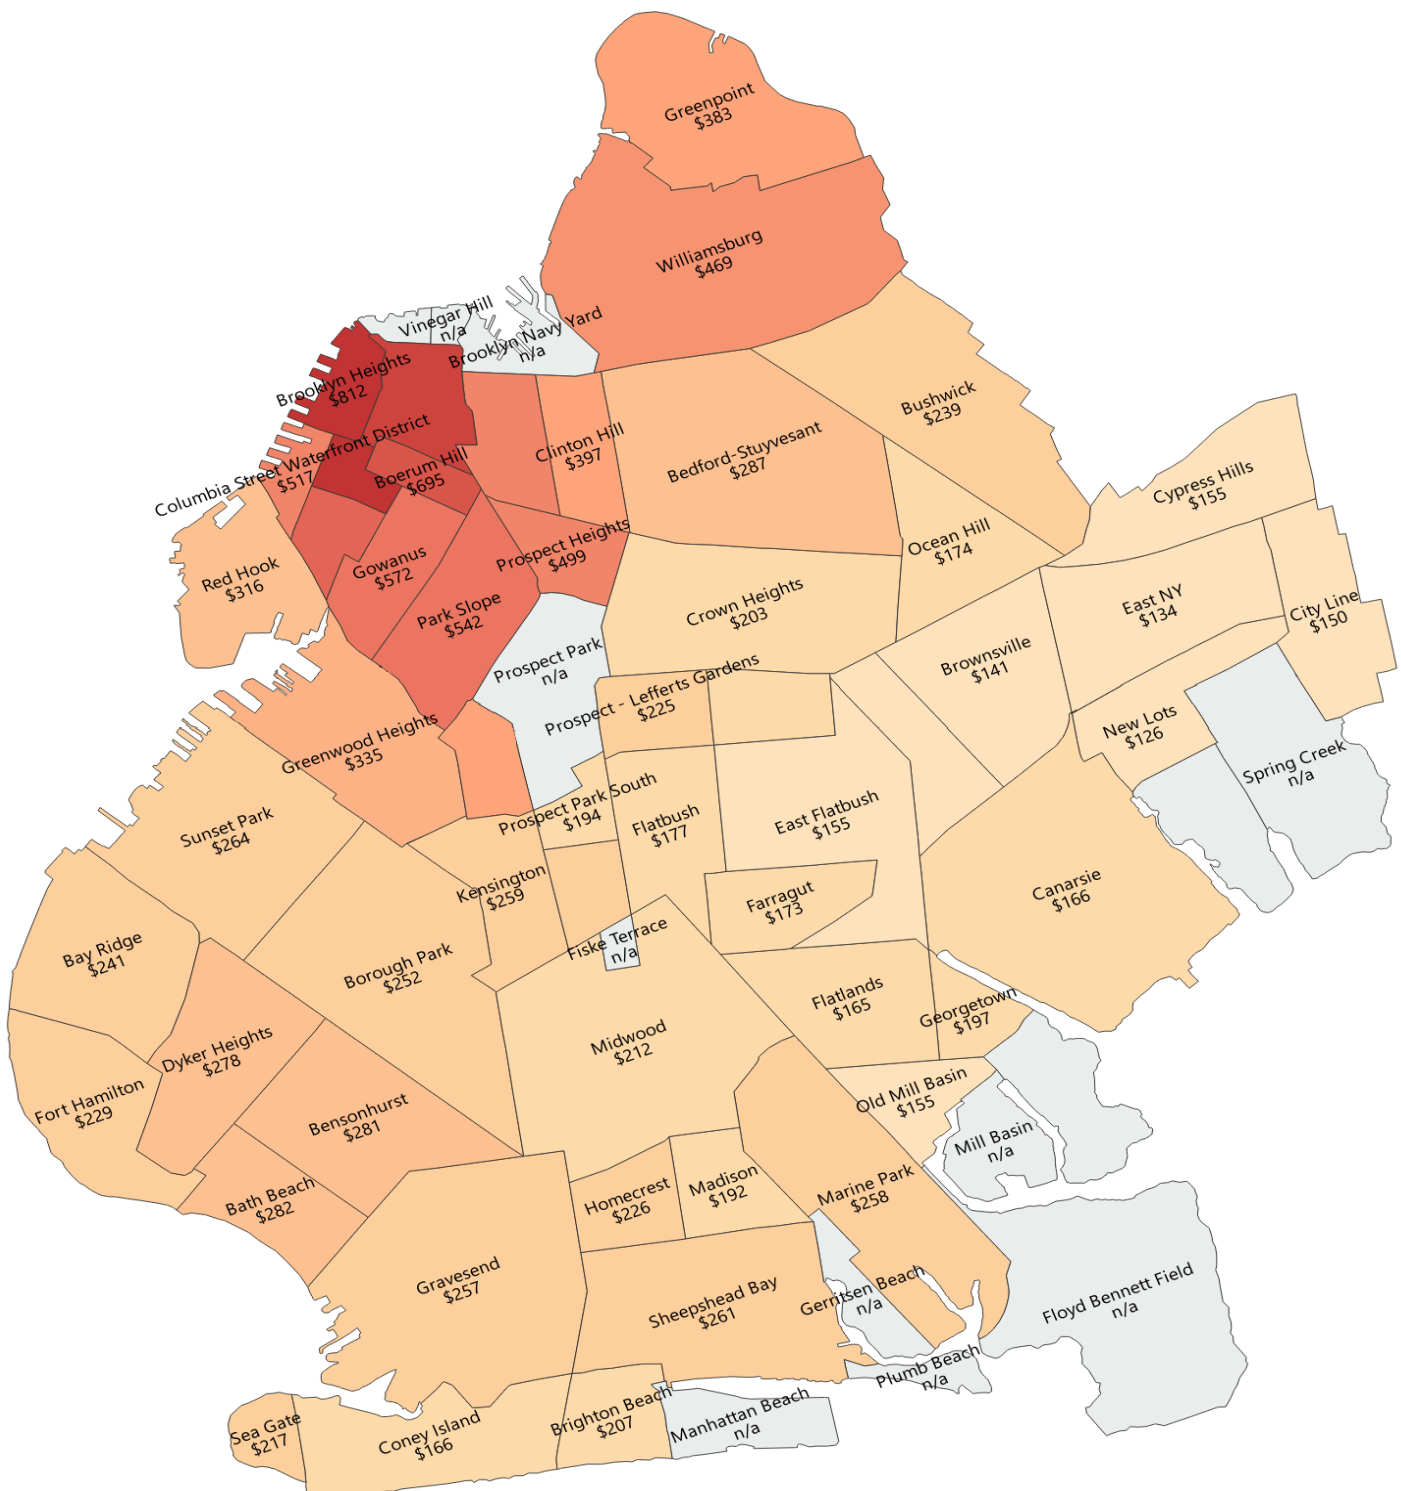 Greenpoint
$383
Williamsburg
$469
Vinegar Hill
n/a
Brooklyn Navy Yard
n/a
Brooklyn Heights
$812
Bushwick
$239
Columbia Street Waterfront District
$517
Boerum Hill
$695
Clinton Hill
$397
Bedford-Stuyvesant
$287
Cypress Hills
$155
Red Hook
$316
Gowanus
$572
Prospect Heights
$499
Ocean Hill
$174
Park Slope
$542
Crown Heights
$203
East NY
$134
City Line
$150
Prospect Park
n/a
Brownsville
$141
Prospect - Lefferts Gardens
$225
Greenwood Heights
$335
New Lots
$126
Spring Creek
n/a
Sunset Park
$264
Prospect Park South
$194
Flatbush
$177
East Flatbush
$155
Kensington
$259
Farragut
$173
Canarsie
$166
Bay Ridge
$241
Borough Park
$252
Fiske Terrace
n/a
Flatlands
$165
Georgetown
$197
Dyker Heights
$278
Midwood
$212
Fort Hamilton
$229
Bensonhurst
$281
Old Mill Basin
$155
Mill Basin
n/a
Bath Beach
$282
Homecrest
$226
Madison
$192
Marine Park
$258
Gravesend
$257
Sheepshead Bay
$261
Gerritsen Beach
n/a
Floyd Bennett Field
n/a
Plumb Beach
n/a
Sea Gate
$217
Coney Island
$166
Brighton Beach
$207
Manhattan Beach
n/a